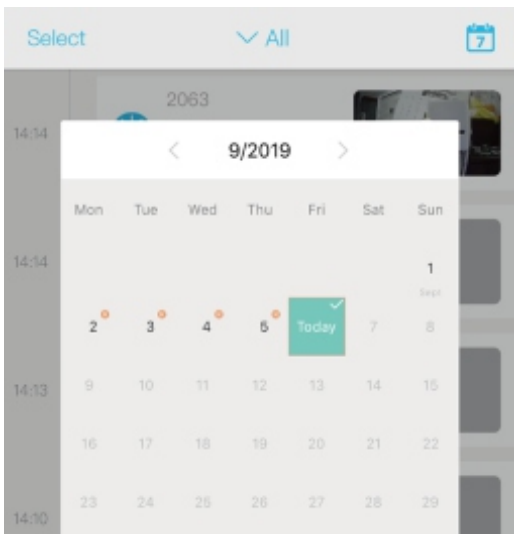 Select
All
7
2063
14:14
9/2019
Mon Tue Wed Thu Fri Sat Sun
14:14
1
Sept
2 3 4 5 Today 7 8
14:13
9 10 11 12 13 14 15
16 17 18 19 20 21 22
23 24 25 26 27 28 29
14:10